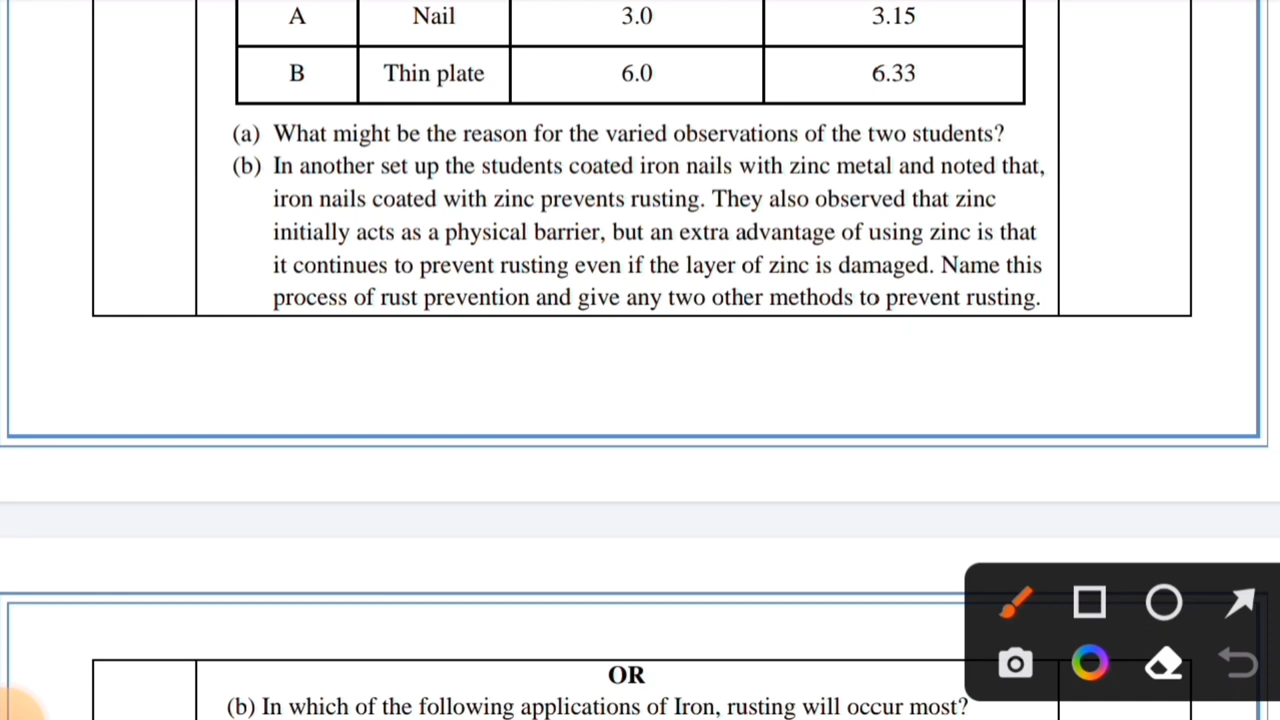 A Nail 3.0 3.15
B Thin plate 6.0 6.33
(a) What might be the reason for the varied observations of the two students?
(b) In another set up the students coated iron nails with zinc metal and noted that,
iron nails coated with zinc prevents rusting. They also observed that zinc
initially acts as a physical barrier, but an extra advantage of using zinc is that
it continues to prevent rusting even if the layer of zinc is damaged. Name this
process of rust prevention and give any two other methods to prevent rusting.
OR
(b) In which of the following applications of Iron, rusting will occur most?